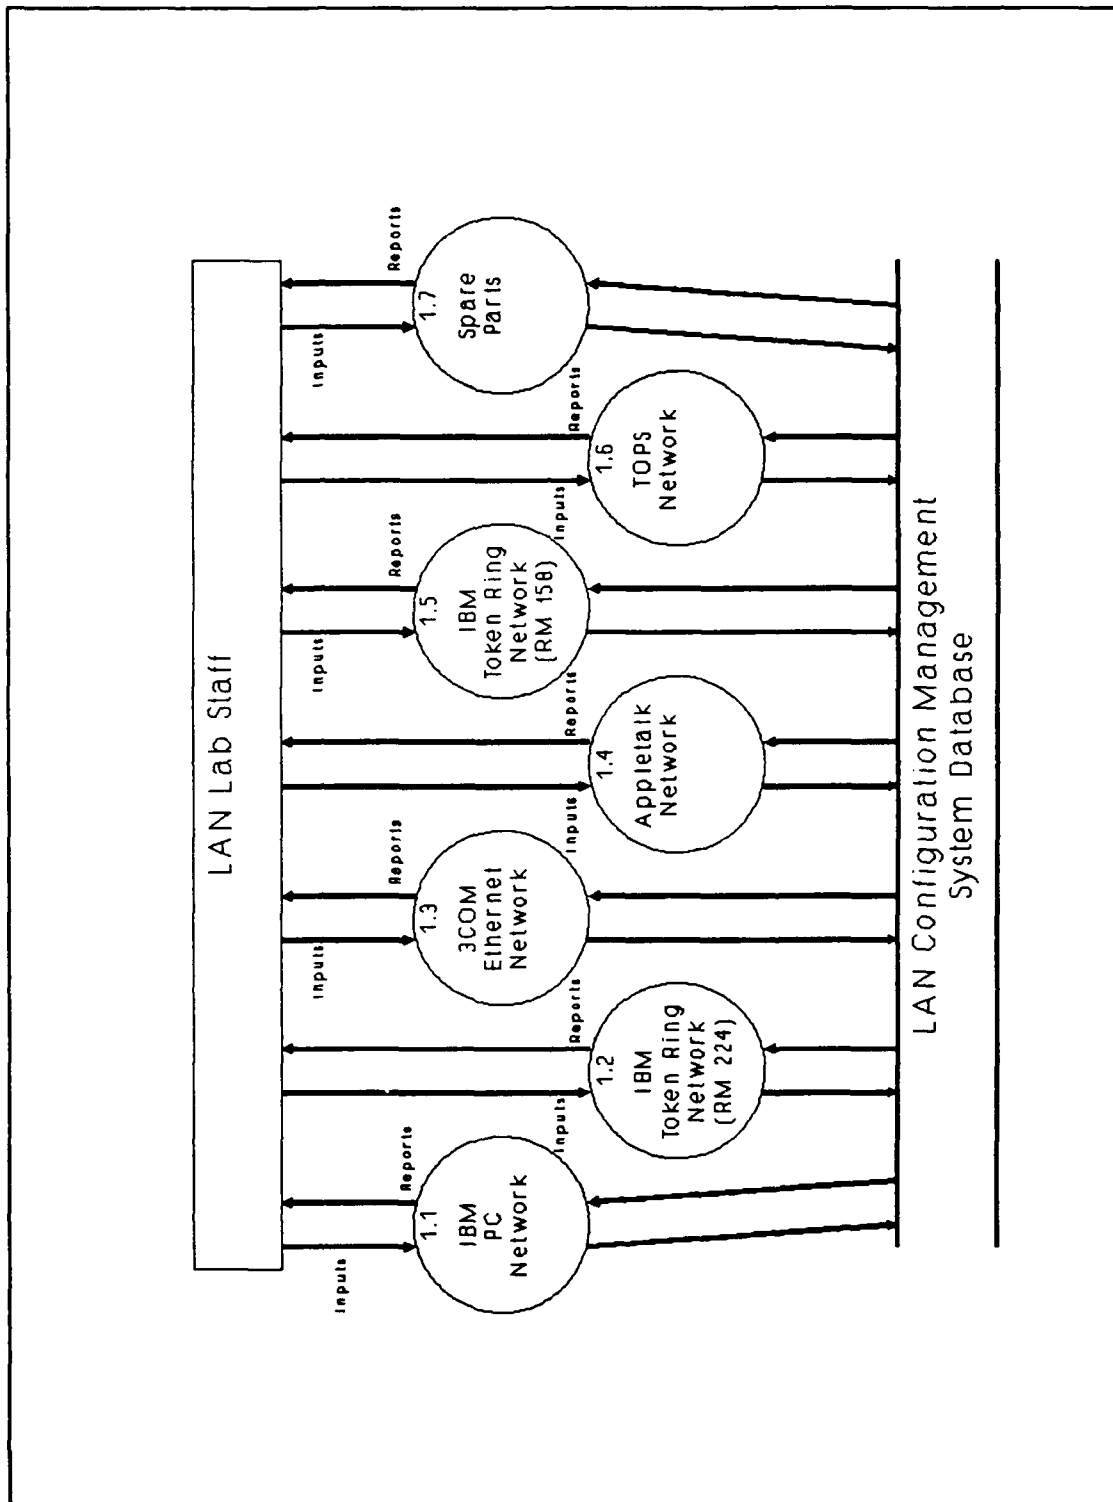 LAN Lab Staff
Inputs
Reports
Inputs
Reports
Inputs
Reports
Inputs
Reports
Inputs
Reports
Inputs
Reports
Inputs
Reports
1.1
IBM
PC
Network
1.2
IBM
Token Ring
Network
(RM 224)
1.3
3COM
Ethernet
Network
1.4
Appletalk
Network
1.5
IBM
Token Ring
Network
(RM 158)
1.6
TOPS
Network
1.7
Spare
Parts
LAN Configuration Management
System Database